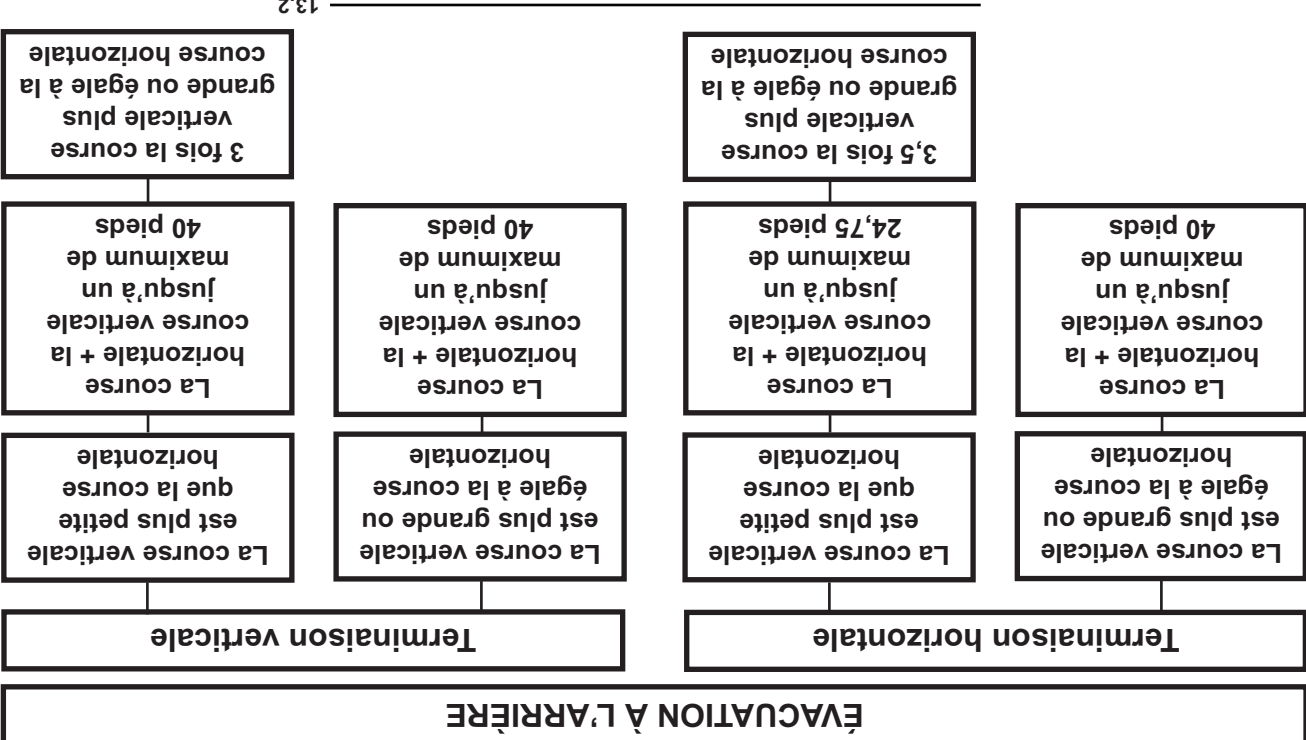 ÉVACUATION À L'ARRIÈRE
Terminaison horizontale
La course verticale
est plus grande ou
égale à la course
horizontale
La course
horizontale + la
course verticale
jusqu'à un
maximum de
40 pieds
La course verticale
est plus petite
que la course
horizontale
La course
horizontale + la
course verticale
jusqu'à un
maximum de
24,75 pieds
3,5 fois la course
verticale plus
grande ou égale à la
course horizontale
Terminaison verticale
La course verticale
est plus grande ou
égale à la course
horizontale
La course
horizontale + la
course verticale
jusqu'à un
maximum de
40 pieds
La course verticale
est plus petite
que la course
horizontale
La course
horizontale + la
course verticale
jusqu'à un
maximum de
40 pieds
3 fois la course
verticale plus
grande ou égale à la
course horizontale
13.2